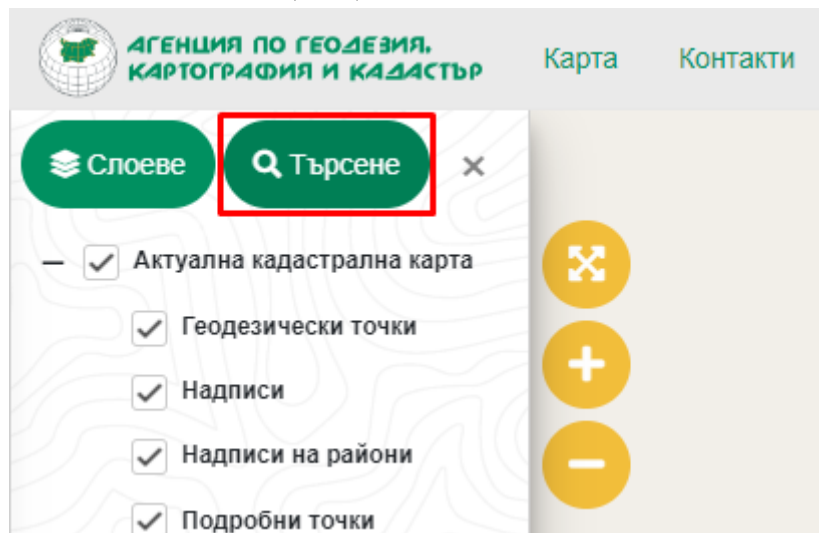 АГЕНЦИЯ ПО ГЕОДЕЗИЯ,
КАРТОГРАФИЯ И КАДАСТЪР
Карта
Контакти
Слоеве
Търсене
Актуална кадастрална карта
Геодезически точки
Надписи
Надписи на райони
Подробни точки